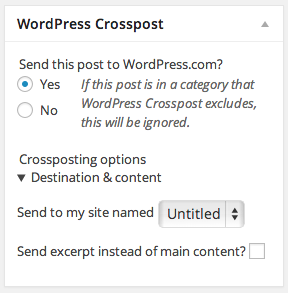 WordPress Crosspost
Send this post to WordPress.com?
Yes
If this post is in a category that
WordPress Crosspost excludes,
this will be ignored.
No
Crossposting options
Destination & content
Send to my site named Untitled
Send excerpt instead of main content?